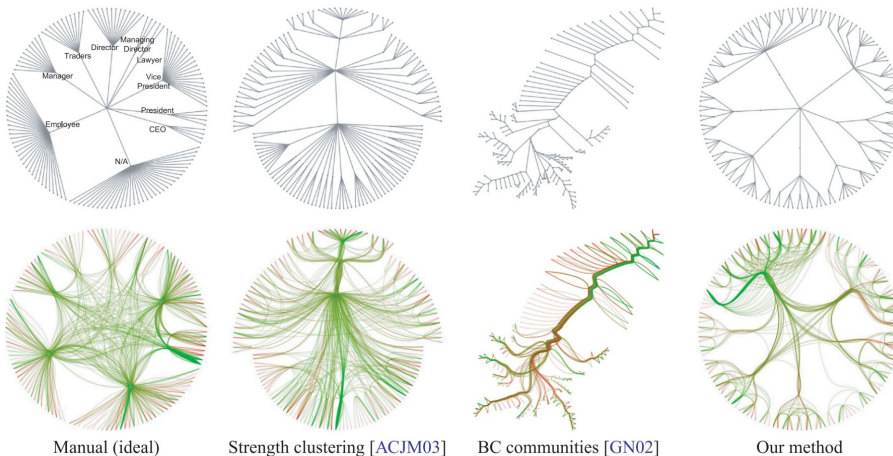 Managing
Director
Director
Traders
Lawyer
Manager
Vice
President
President
Employee
CEO
N/A
Manual (ideal)
Strength clustering [ACJM03]
BC communities [GN02]
Our method